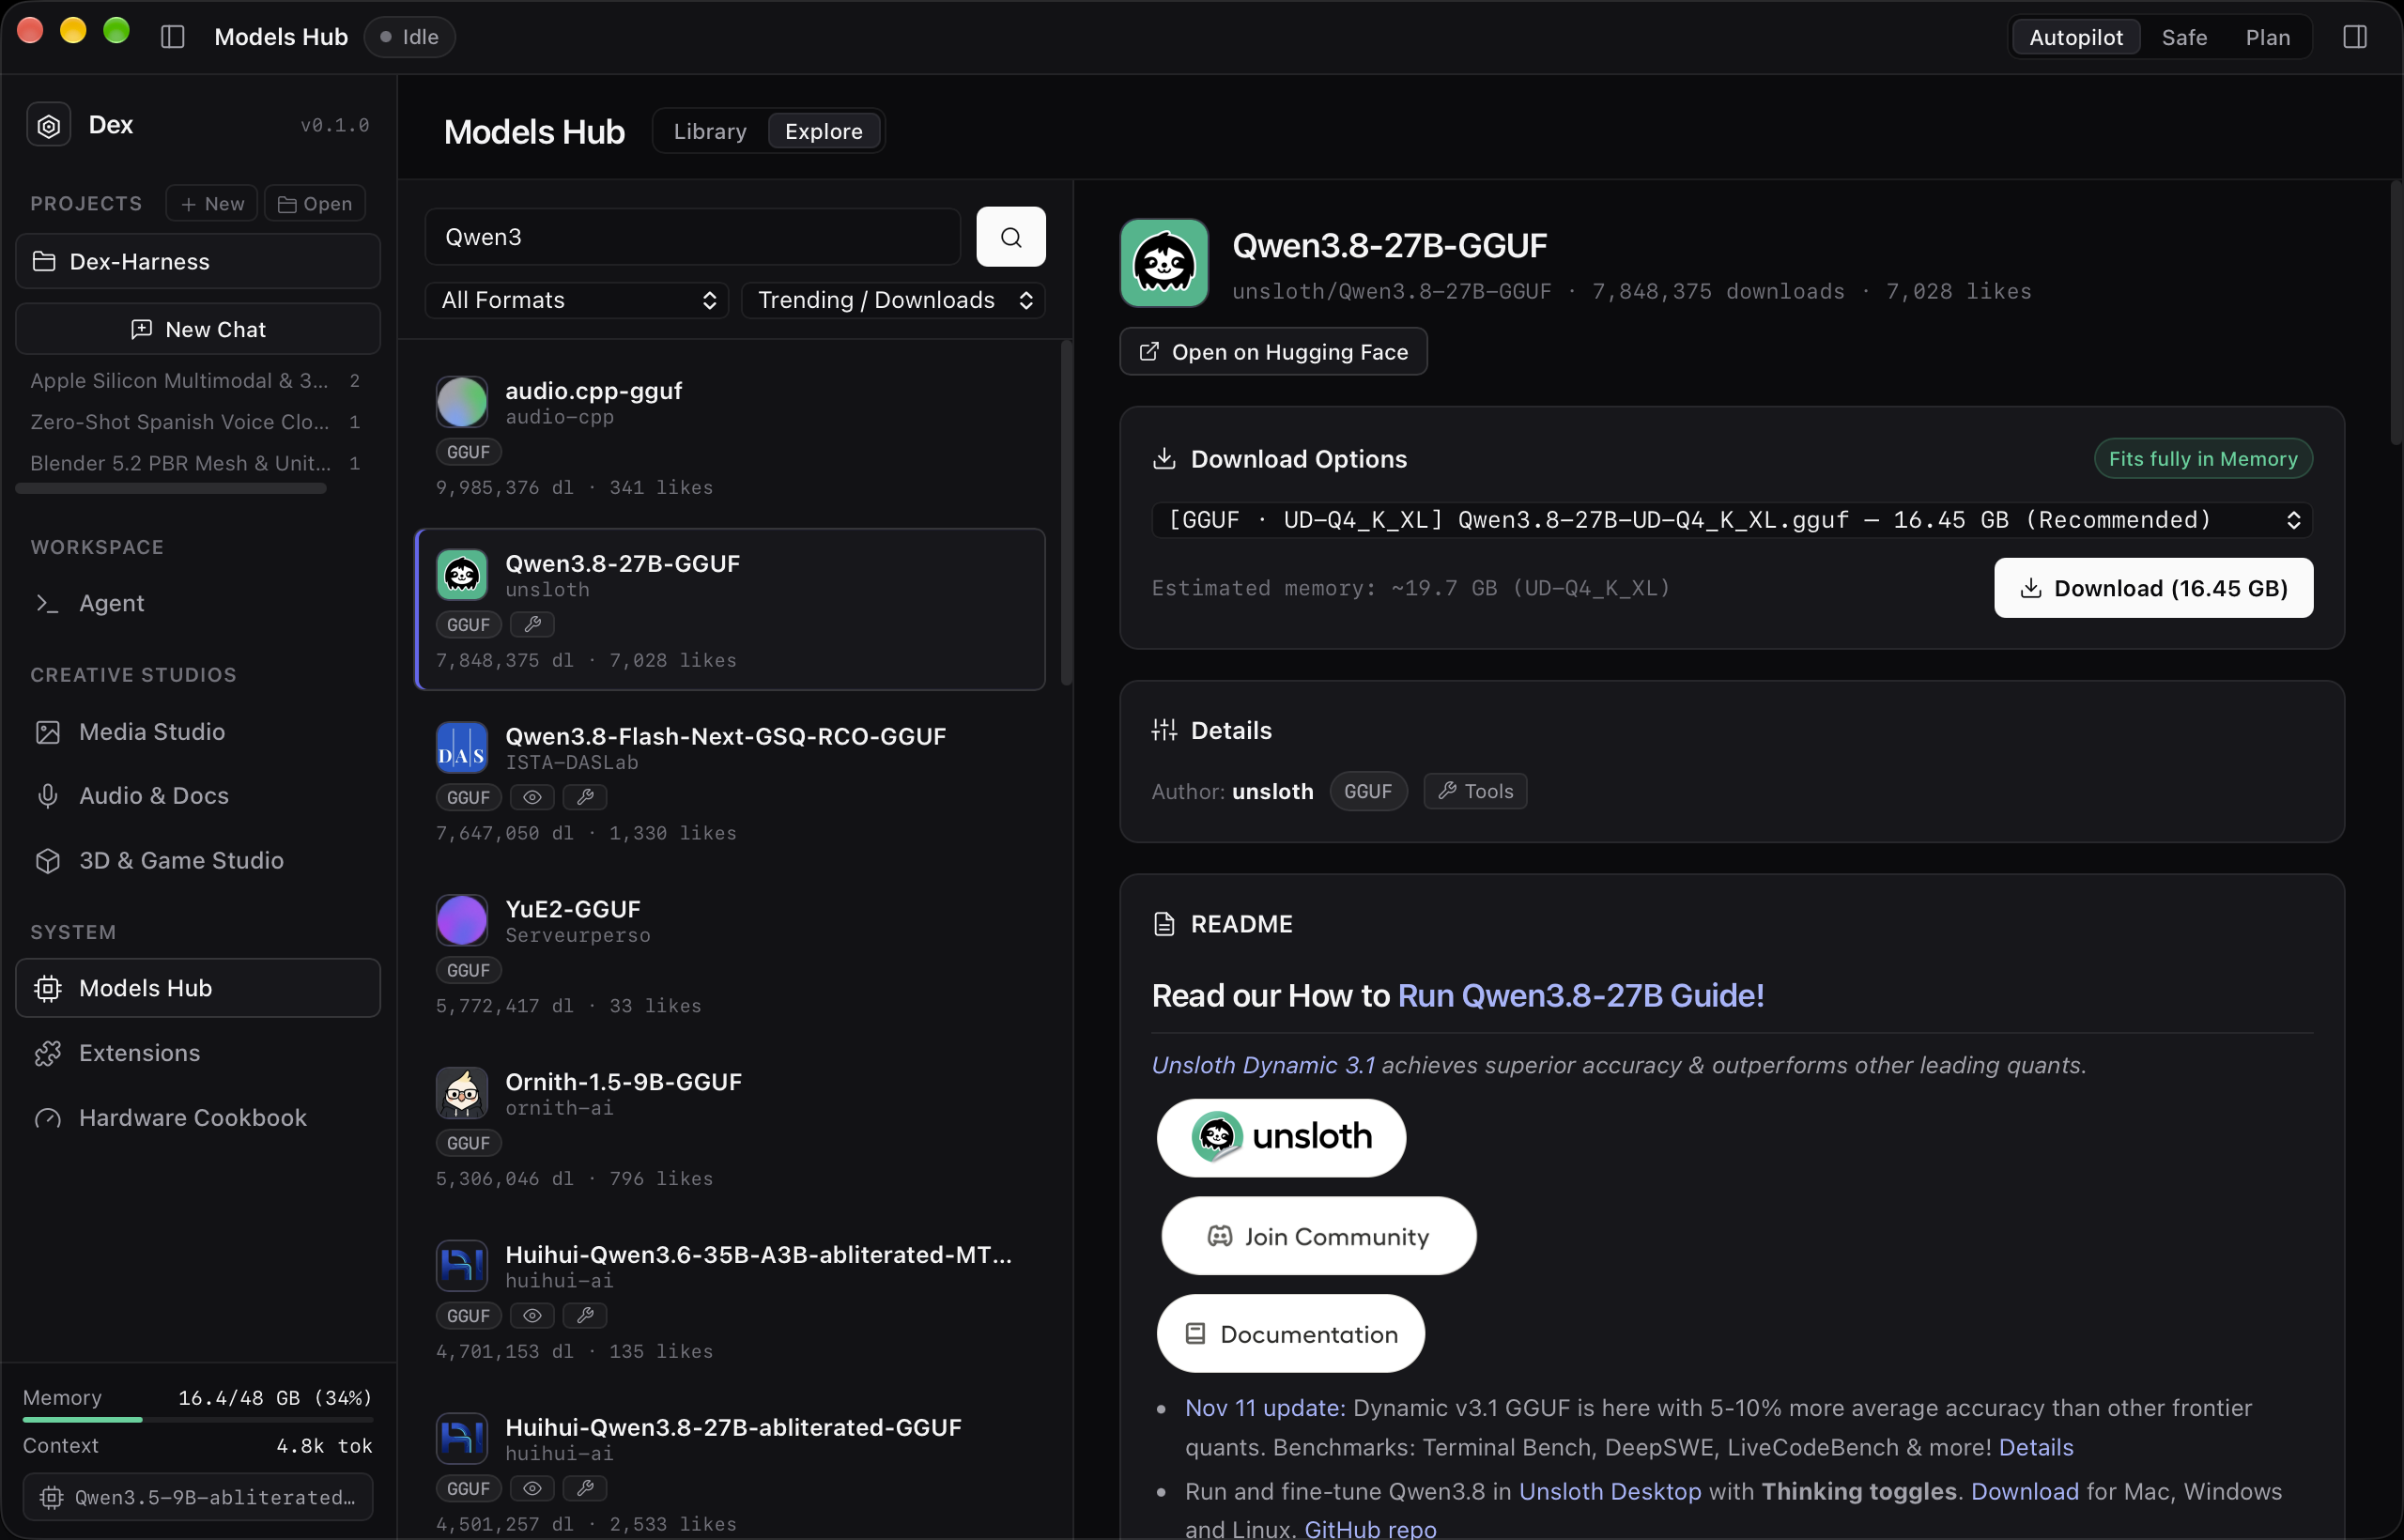 Models Hub
Idle
Autopilot
Safe
Plan
Dex
v0.1.0
PROJECTS
New
Open
Dex-Harness
New Chat
Apple Silicon Multimodal & 3... 2
Zero-Shot Spanish Voice Clo... 1
Blender 5.2 PBR Mesh & Unit... 1
WORKSPACE
Agent
CREATIVE STUDIOS
Media Studio
Audio & Docs
3D & Game Studio
SYSTEM
Models Hub
Extensions
Hardware Cookbook
Memory 16.4/48 GB (34%)
Context 4.8k tok
Qwen3.5-9B-abliterated...
Models Hub
Library
Explore
Qwen3
All Formats
Trending / Downloads
audio.cpp-gguf
audio-cpp
GGUF
9,985,376 dl · 341 likes
Qwen3.8-27B-GGUF
unsloth
GGUF
7,848,375 dl · 7,028 likes
DAS
Qwen3.8-Flash-Next-GSQ-RCO-GGUF
ISTA-DASLab
GGUF
7,647,050 dl · 1,330 likes
YuE2-GGUF
Serveurperso
GGUF
5,772,417 dl · 33 likes
Ornith-1.5-9B-GGUF
ornith-ai
GGUF
5,306,046 dl · 796 likes
Huihui-Qwen3.6-35B-A3B-abliterated-MT...
huihui-ai
GGUF
4,701,153 dl · 135 likes
Huihui-Qwen3.8-27B-abliterated-GGUF
huihui-ai
GGUF
4,501,257 dl · 2,533 likes
Qwen3.8-27B-GGUF
unsloth/Qwen3.8-27B-GGUF · 7,848,375 downloads · 7,028 likes
Open on Hugging Face
Download Options
Fits fully in Memory
[GGUF · UD-Q4_K_XL] Qwen3.8-27B-UD-Q4_K_XL.gguf — 16.45 GB (Recommended)
Estimated memory: ~19.7 GB (UD-Q4_K_XL)
Download (16.45 GB)
Details
Author: unsloth GGUF Tools
README
Read our How to Run Qwen3.8-27B Guide!
Unsloth Dynamic 3.1 achieves superior accuracy & outperforms other leading quants.
unsloth
Join Community
Documentation
• Nov 11 update: Dynamic v3.1 GGUF is here with 5-10% more average accuracy than other frontier
quants. Benchmarks: Terminal Bench, DeepSWE, LiveCodeBench & more! Details
• Run and fine-tune Qwen3.8 in Unsloth Desktop with Thinking toggles. Download for Mac, Windows
and Linux. GitHub repo